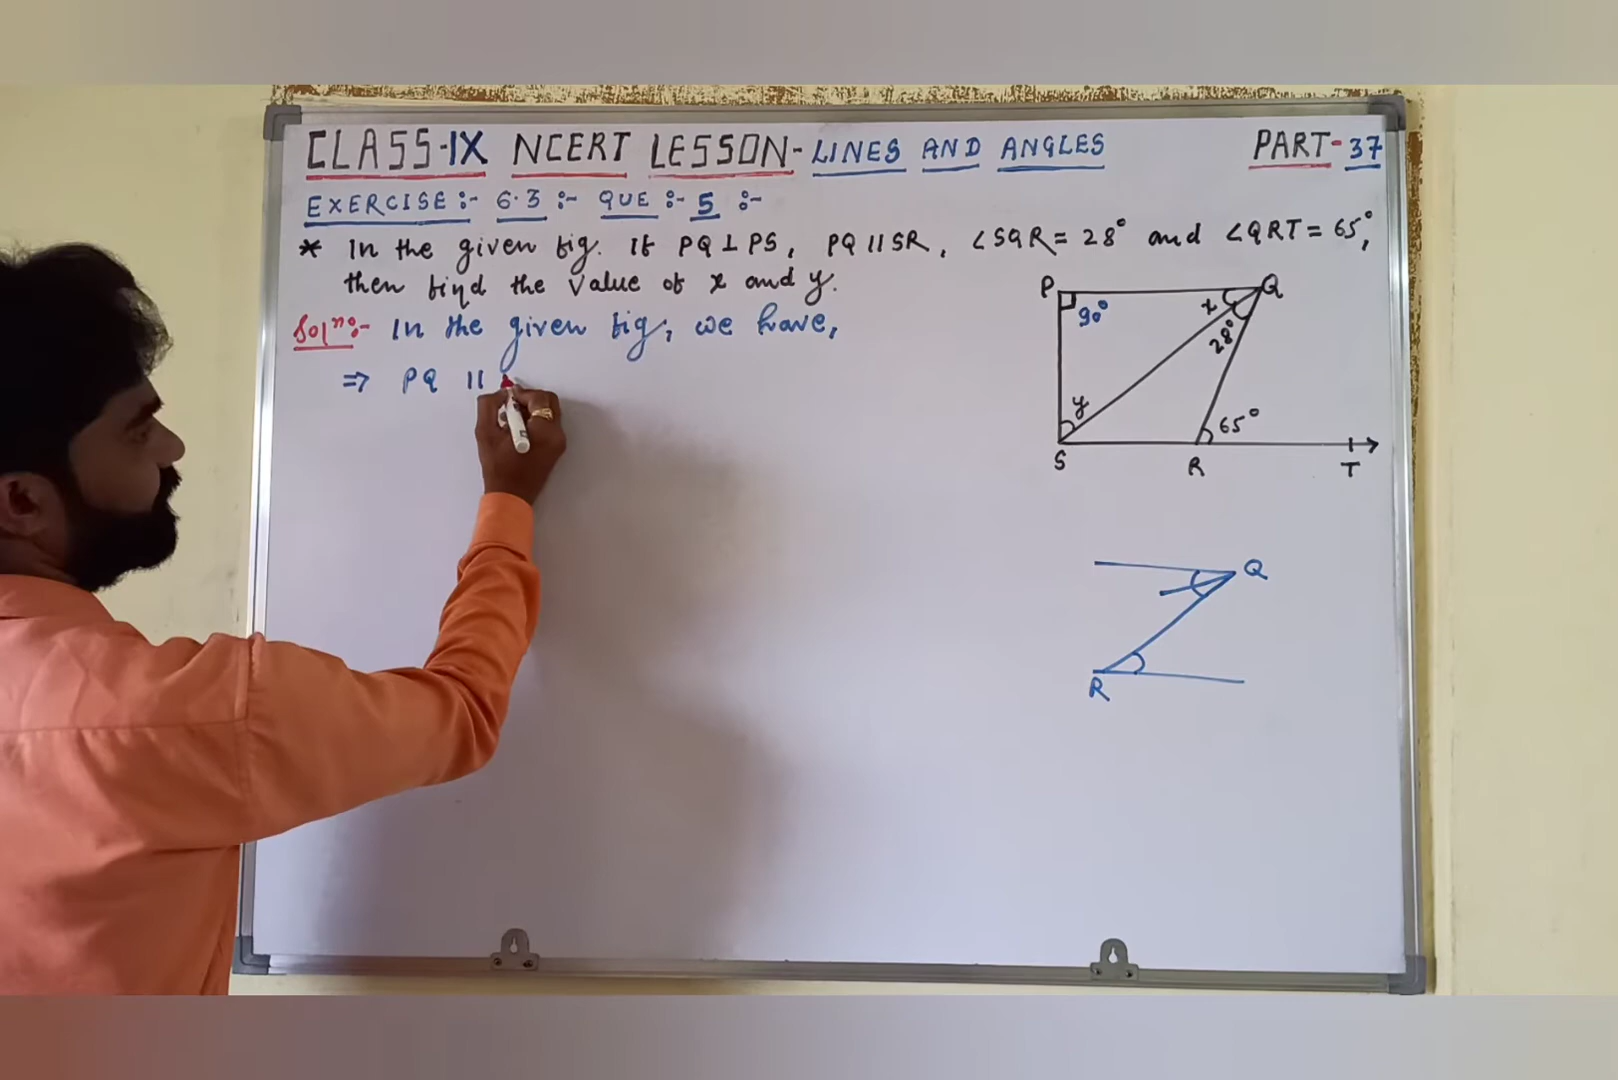 CLASS-IX NCERT LESSON-LINES AND ANGLES PART-37
EXERCISE:- 6.3:- QUE:- 5:-
* In the given fig. If PQ⊥PS, PQ∥SR, ∠SQR=28° and ∠QRT=65°,
then find the value of x and y.
Solⁿ:- In the given fig, we have,
⇒ PQ ∥
P Q
90° x
28°
y
65°
S R T
Q
R